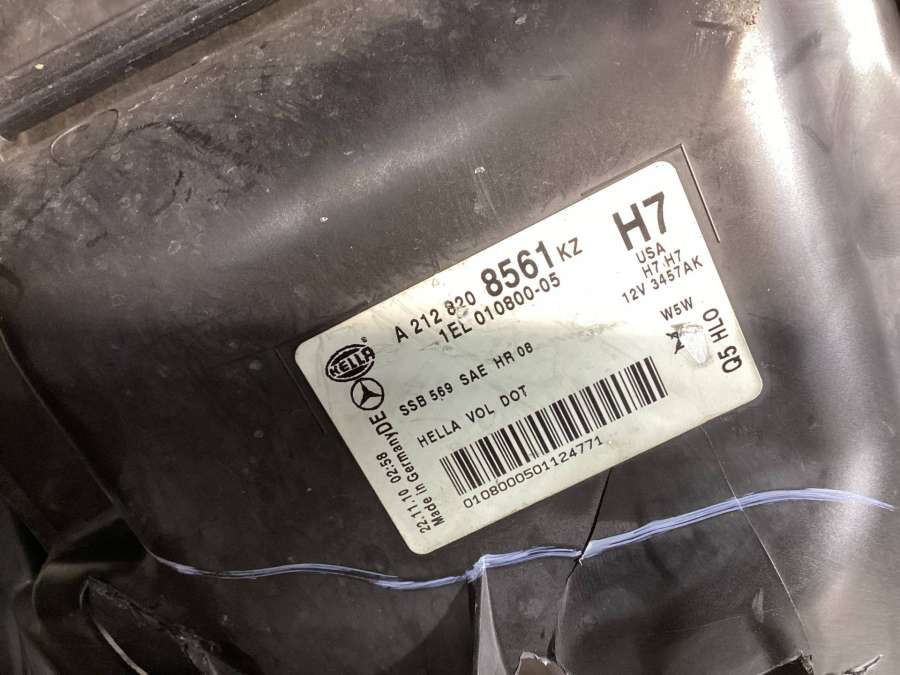 A 212 820 8561 KZ
1EL 010800-05
H7
USA
H7 H7
12V 3457AK
W5W
HELLA
SSB 569 SAE HR 08
HELLA VOL DOT
Q5 HLO
DE
22.11.10 02:58
Made in Germany
0108000501124771